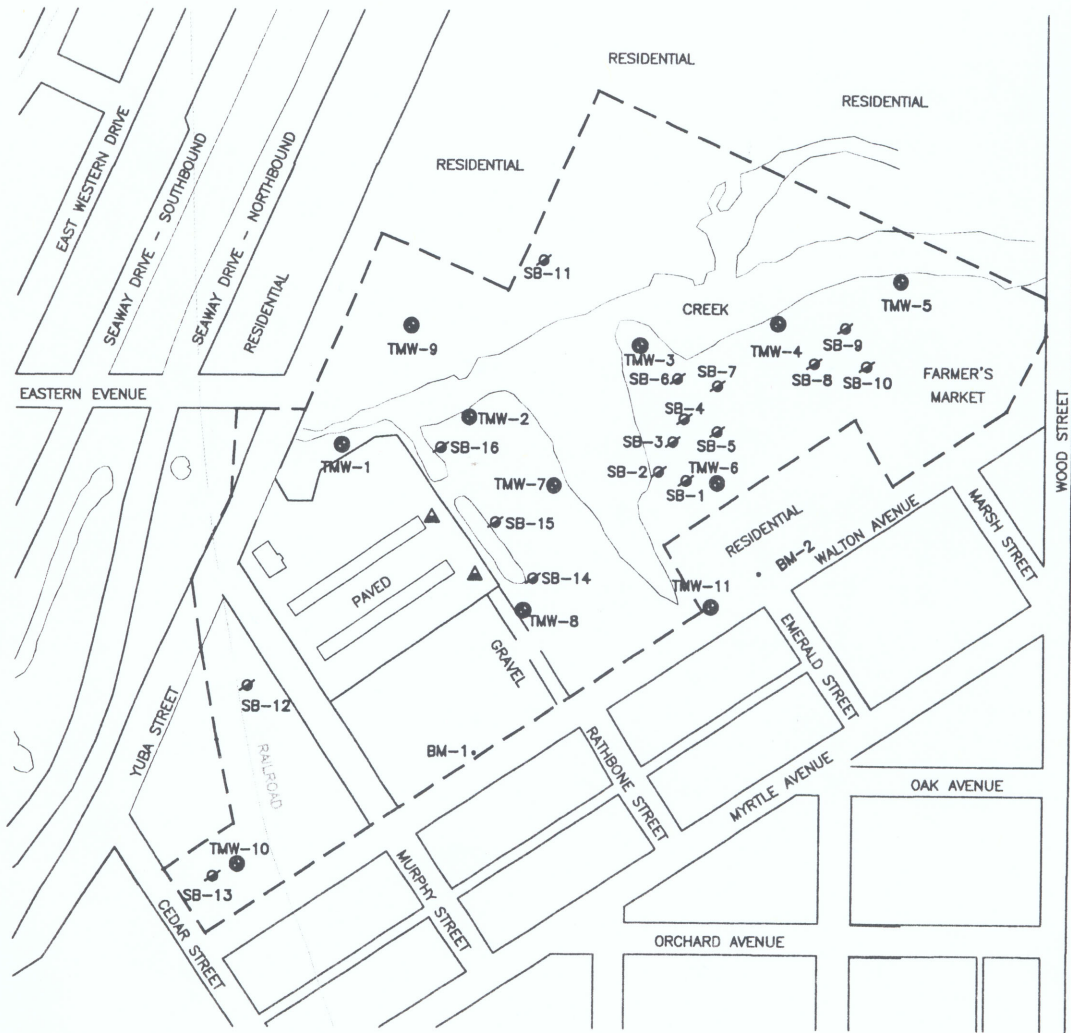 RESIDENTIAL
RESIDENTIAL
RESIDENTIAL
EAST WESTERN DRIVE
SEAWAY DRIVE – SOUTHBOUND
SEAWAY DRIVE – NORTHBOUND
RESIDENTIAL
SB–11
CREEK
TMW–5
TMW–9
TMW–4
SB–9
TMW–3
SB–6
SB–7
SB–8
SB–10
FARMER'S
MARKET
EASTERN EVENUE
TMW–2
SB–4
SB–16
SB–3
SB–5
TMW–1
SB–2
TMW–6
TMW–7
SB–1
WOOD STREET
SB–15
RESIDENTIAL
WALTON AVENUE
MARSH STREET
BM–2
PAVED
SB–14
TMW–11
TMW–8
EMERALD STREET
GRAVEL
SB–12
YUBA STREET
RAILROAD
BM–1
RATHBONE STREET
MYRTLE AVENUE
OAK AVENUE
TMW–10
SB–13
MURPHY STREET
CEDAR STREET
ORCHARD AVENUE